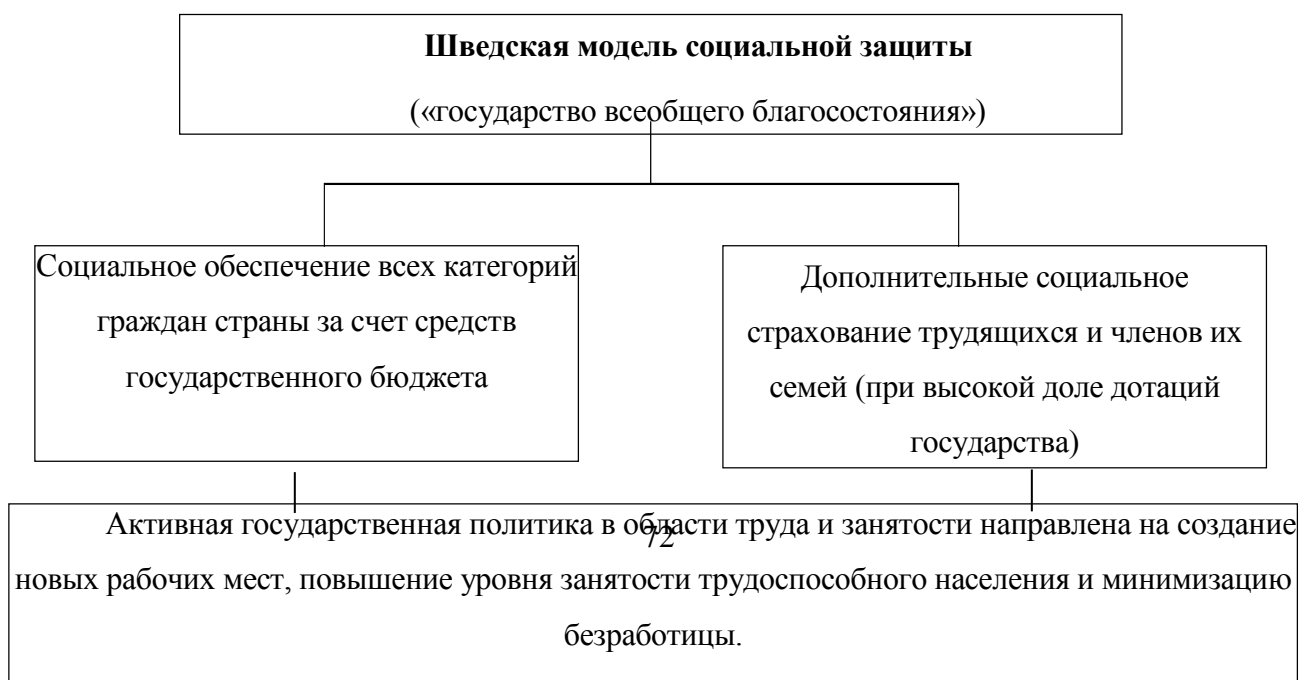 Шведская модель социальной защиты
(«государство всеобщего благосостояния»)
Социальное обеспечение всех категорий
граждан страны за счет средств
государственного бюджета
Дополнительные социальное
страхование трудящихся и членов их
семей (при высокой доле дотаций
государства)
Активная государственная политика в области труда и занятости направлена на создание
72
новых рабочих мест, повышение уровня занятости трудоспособного населения и минимизацию
безработицы.